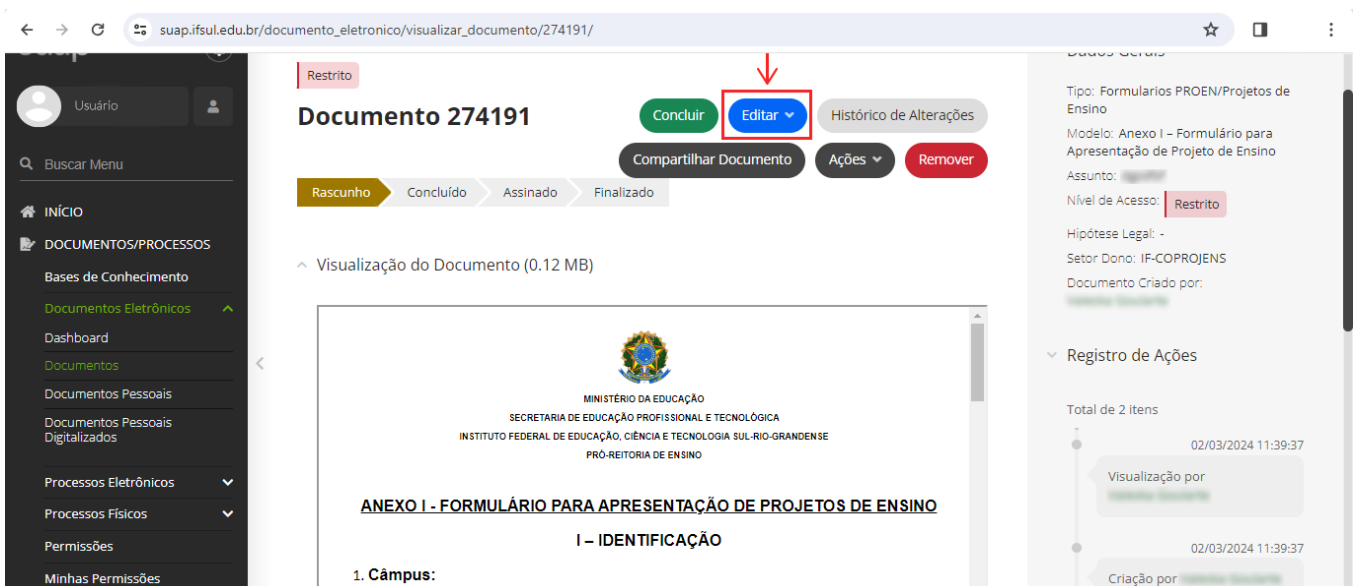 suap.ifsul.edu.br/documento_eletronico/visualizar_documento/274191/
suap
Usuário
Buscar Menu
INÍCIO
DOCUMENTOS/PROCESSOS
Bases de Conhecimento
Documentos Eletrônicos
Dashboard
Documentos
Documentos Pessoais
Documentos Pessoais
Digitalizados
Processos Eletrônicos
Processos Físicos
Permissões
Minhas Permissões
Restrito
Documento 274191
Concluir
Editar
Histórico de Alterações
Compartilhar Documento
Ações
Remover
Rascunho
Concluído
Assinado
Finalizado
Visualização do Documento (0.12 MB)
MINISTÉRIO DA EDUCAÇÃO
SECRETARIA DE EDUCAÇÃO PROFISSIONAL E TECNOLÓGICA
INSTITUTO FEDERAL DE EDUCAÇÃO, CIÊNCIA E TECNOLOGIA SUL-RIO-GRANDENSE
PRÓ-REITORIA DE ENSINO
ANEXO I - FORMULÁRIO PARA APRESENTAÇÃO DE PROJETOS DE ENSINO
I – IDENTIFICAÇÃO
1. Câmpus:
Dados Gerais
Tipo: Formularios PROEN/Projetos de
Ensino
Modelo: Anexo I – Formulário para
Apresentação de Projeto de Ensino
Assunto:
Nível de Acesso: Restrito
Hipótese Legal: -
Setor Dono: IF-COPROJENS
Documento Criado por:
Registro de Ações
Total de 2 itens
02/03/2024 11:39:37
Visualização por
02/03/2024 11:39:37
Criação por